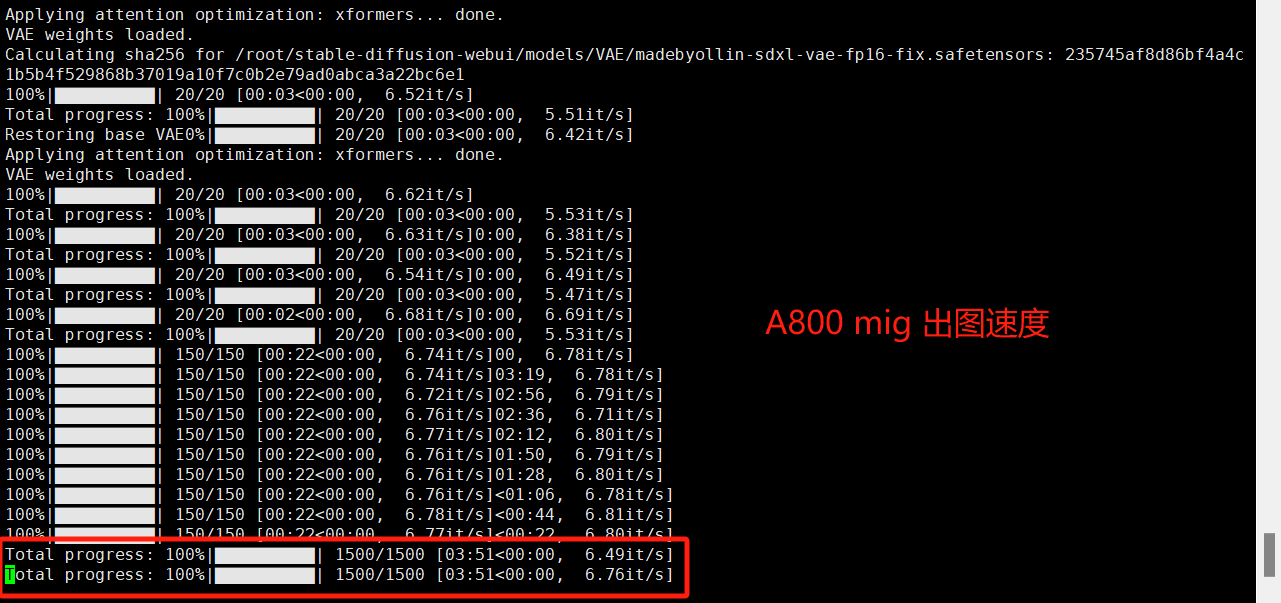 Applying attention optimization: xformers... done.
VAE weights loaded.
Calculating sha256 for /root/stable-diffusion-webui/models/VAE/madebyollin-sdxl-vae-fp16-fix.safetensors: 235745af8d86bf4a4c
1b5b4f529868b37019a10f7c0b2e79ad0abca3a22bc6e1
100%|██████████| 20/20 [00:03<00:00,  6.52it/s]
Total progress: 100%|██████████| 20/20 [00:03<00:00,  5.51it/s]
Restoring base VAE0%|██████████| 20/20 [00:03<00:00,  6.42it/s]
Applying attention optimization: xformers... done.
VAE weights loaded.
100%|██████████| 20/20 [00:03<00:00,  6.62it/s]
Total progress: 100%|██████████| 20/20 [00:03<00:00,  5.53it/s]
100%|██████████| 20/20 [00:03<00:00,  6.63it/s]0:00,  6.38it/s]
Total progress: 100%|██████████| 20/20 [00:03<00:00,  5.52it/s]
100%|██████████| 20/20 [00:03<00:00,  6.54it/s]0:00,  6.49it/s]
Total progress: 100%|██████████| 20/20 [00:03<00:00,  5.47it/s]
100%|██████████| 20/20 [00:02<00:00,  6.68it/s]0:00,  6.69it/s]
Total progress: 100%|██████████| 20/20 [00:03<00:00,  5.53it/s]
100%|██████████| 150/150 [00:22<00:00,  6.74it/s]00,  6.78it/s]
100%|██████████| 150/150 [00:22<00:00,  6.74it/s]03:19,  6.78it/s]
100%|██████████| 150/150 [00:22<00:00,  6.72it/s]02:56,  6.79it/s]
100%|██████████| 150/150 [00:22<00:00,  6.76it/s]02:36,  6.71it/s]
100%|██████████| 150/150 [00:22<00:00,  6.77it/s]02:12,  6.80it/s]
100%|██████████| 150/150 [00:22<00:00,  6.76it/s]01:50,  6.79it/s]
100%|██████████| 150/150 [00:22<00:00,  6.76it/s]01:28,  6.80it/s]
100%|██████████| 150/150 [00:22<00:00,  6.76it/s]<01:06,  6.78it/s]
100%|██████████| 150/150 [00:22<00:00,  6.78it/s]<00:44,  6.81it/s]
100%|██████████| 150/150 [00:22<00:00,  6.77it/s]<00:22,  6.80it/s]
Total progress: 100%|██████████| 1500/1500 [03:51<00:00,  6.49it/s]
Total progress: 100%|██████████| 1500/1500 [03:51<00:00,  6.76it/s]
A800 mig 出图速度